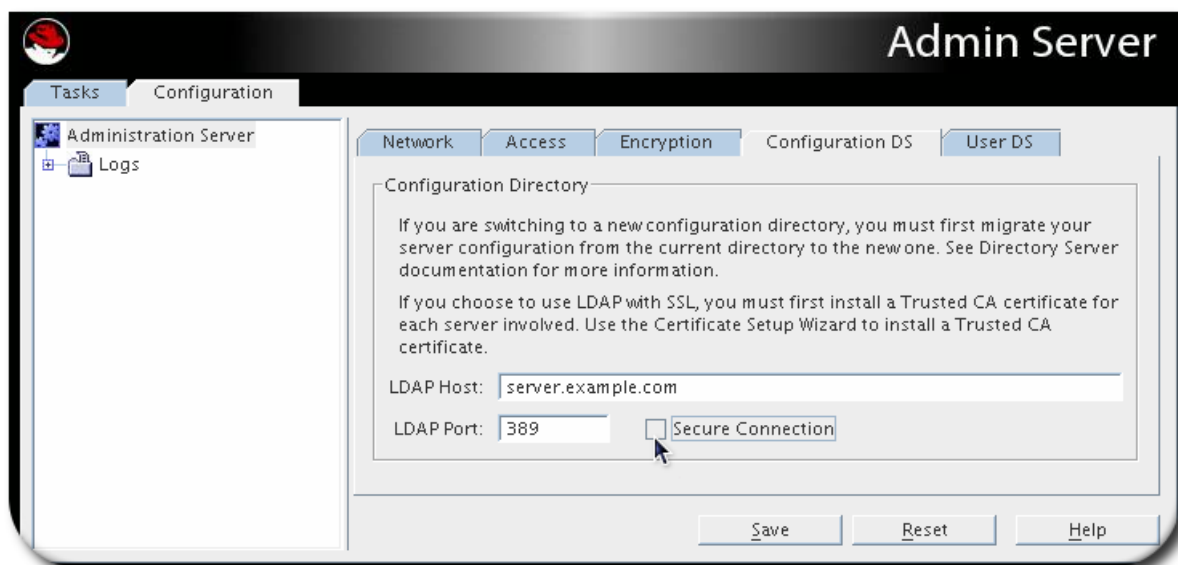 Admin Server
Tasks
Configuration
Administration Server
Logs
Network
Access
Encryption
Configuration DS
User DS
Configuration Directory
If you are switching to a new configuration directory, you must first migrate your
server configuration from the current directory to the new one. See Directory Server
documentation for more information.
If you choose to use LDAP with SSL, you must first install a Trusted CA certificate for
each server involved. Use the Certificate Setup Wizard to install a Trusted CA
certificate.
LDAP Host: server.example.com
LDAP Port: 389 Secure Connection
Save Reset Help